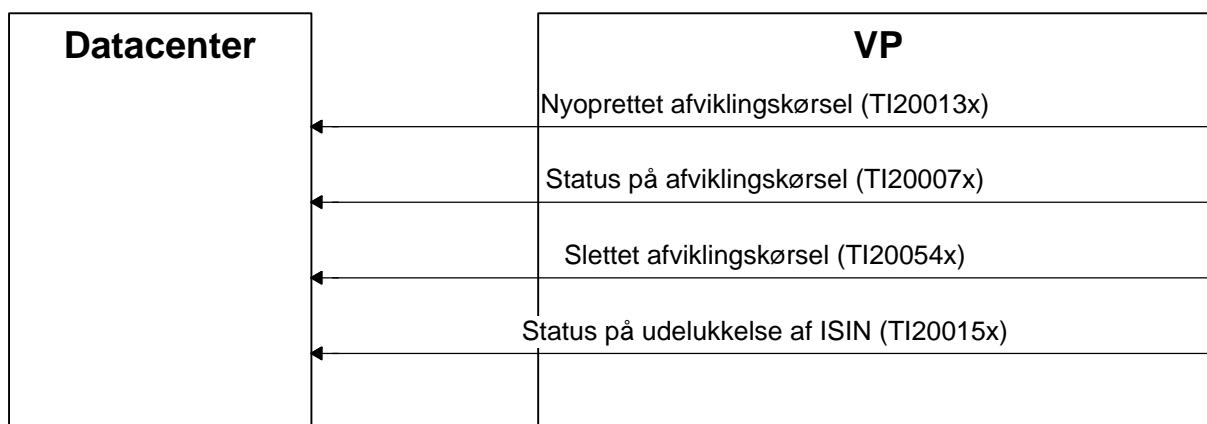 Datacenter
VP
Nyoprettet afviklingskørsel (TI20013x)
Status på afviklingskørsel (TI20007x)
Slettet afviklingskørsel (TI20054x)
Status på udelukkelse af ISIN (TI20015x)